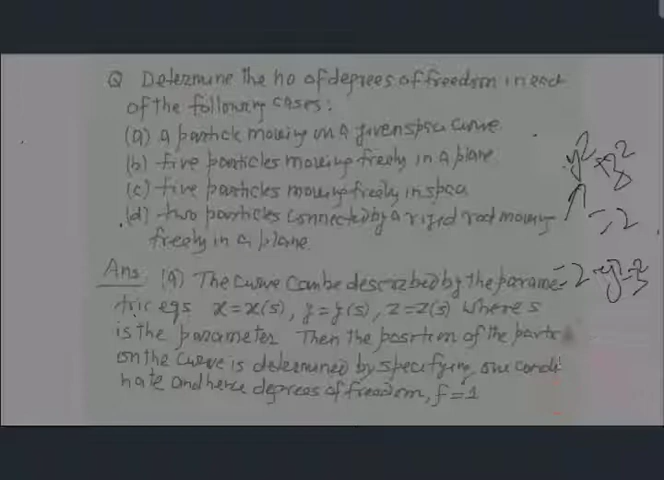 Q Determine the no of degrees of freedom in each
of the following cases:
(a) a particle moving on a given space curve
(b) five particles moving freely in a plane
(c) five particles moving freely in space
(d) two particles connected by a rigid rod moving
freely in a plane
Ans (a) The curve can be described by the parame-
tric eqs x=x(s), y=y(s), z=z(s) where s
is the parameter. Then the position of the
on the curve is determined by specifying one
nate and hence degrees of freedom, f=1
y²+z²
=2